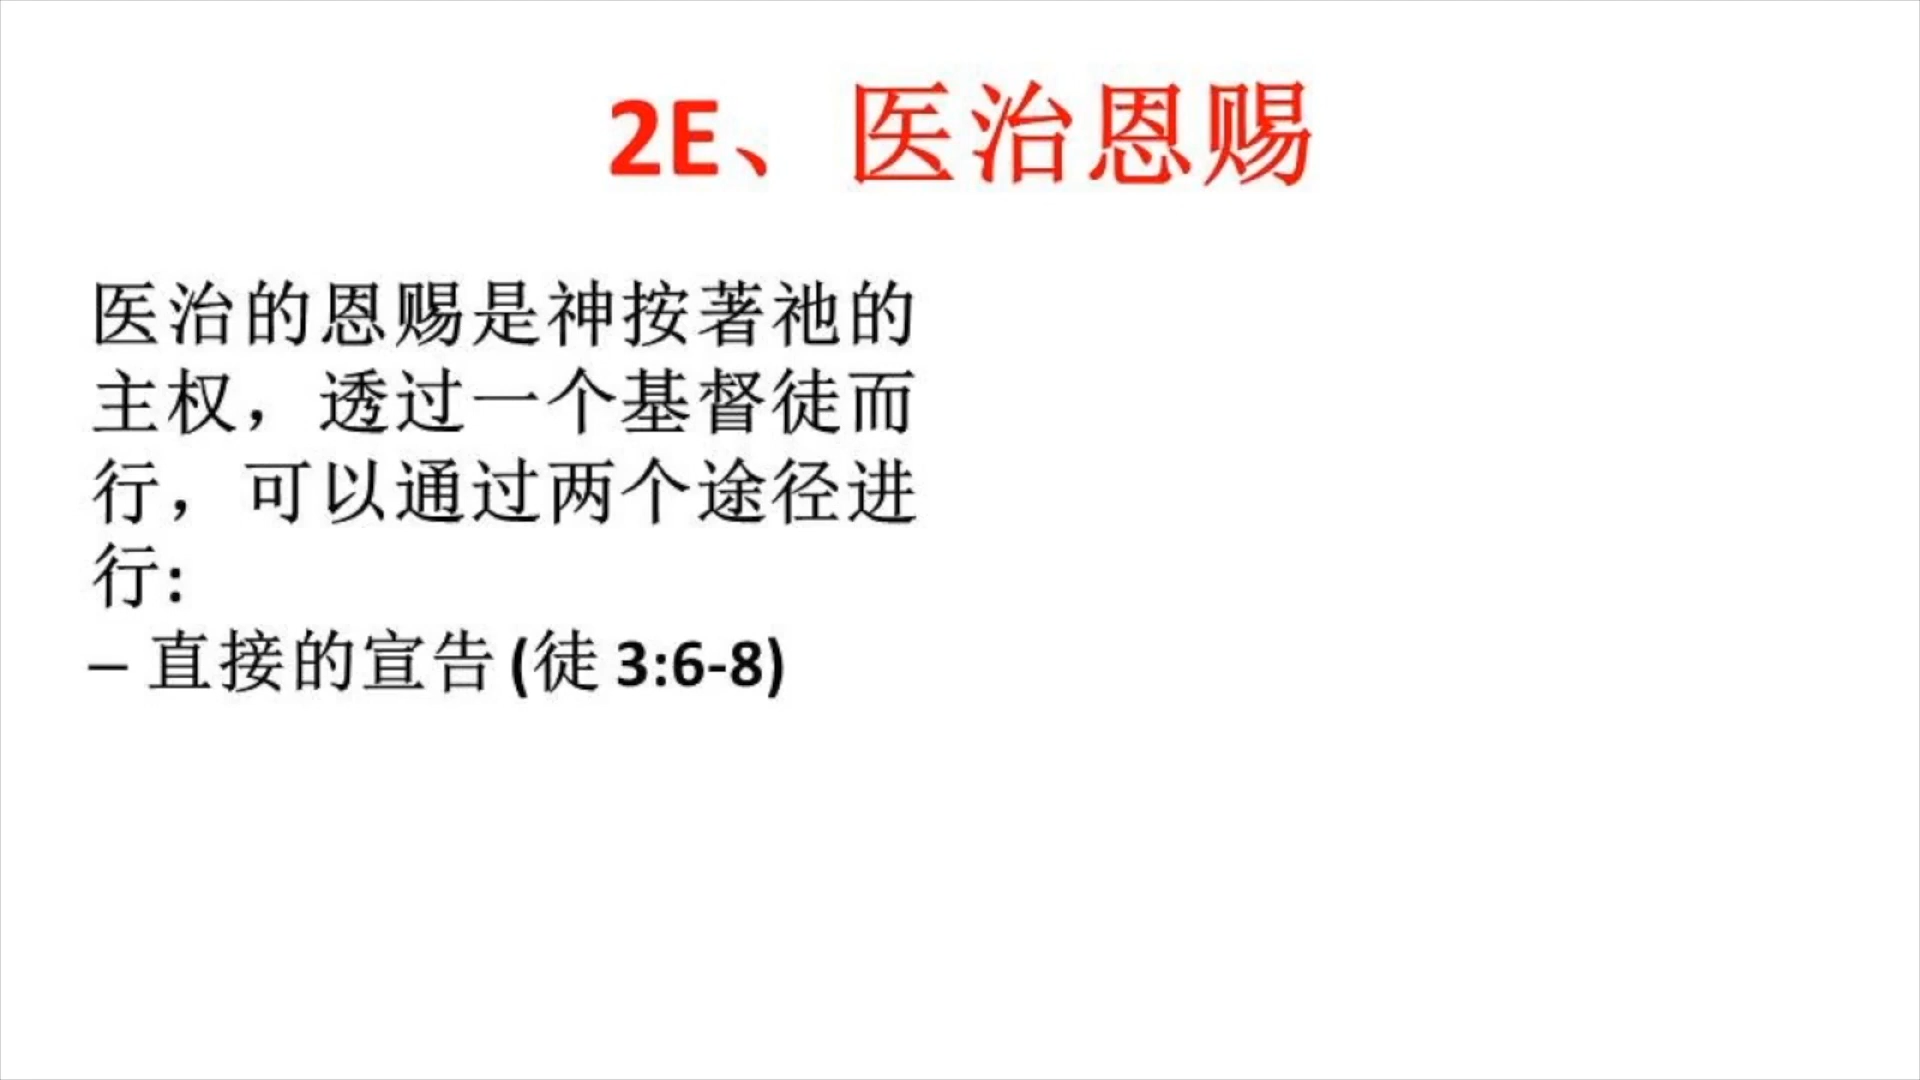 2E、医治恩赐
医治的恩赐是神按著祂的
主权，透过一个基督徒而
行，可以通过两个途径进
行:
– 直接的宣告 (徒 3:6-8)